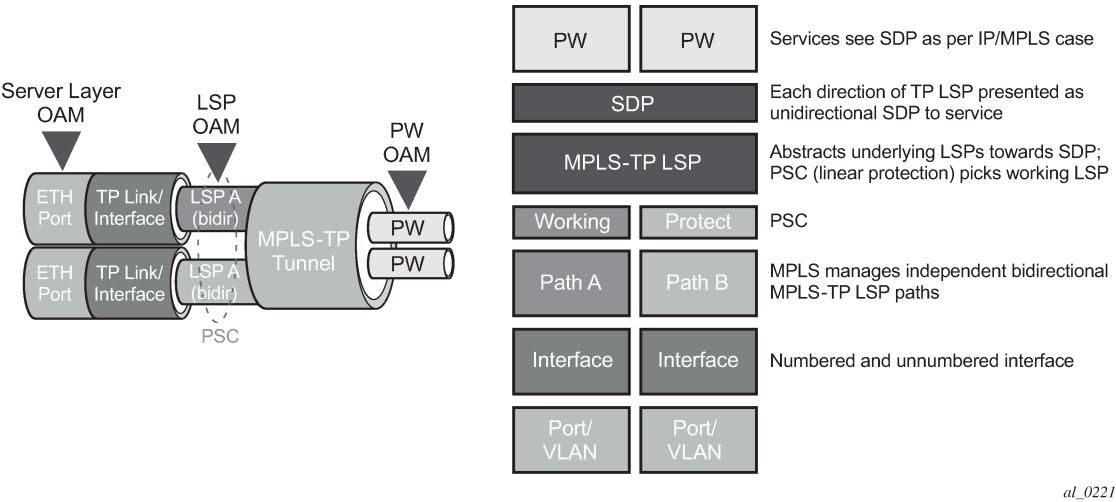 Server Layer
OAM
LSP
OAM
PW
OAM
ETH
Port
TP Link/
Interface
LSP A
(bidir)
MPLS-TP
Tunnel
PW
PW
ETH
Port
TP Link/
Interface
LSP A
(bidir)
PSC
PW
PW
Services see SDP as per IP/MPLS case
SDP
Each direction of TP LSP presented as
unidirectional SDP to service
MPLS-TP LSP
Abstracts underlying LSPs towards SDP;
PSC (linear protection) picks working LSP
Working
Protect
PSC
Path A
Path B
MPLS manages independent bidirectional
MPLS-TP LSP paths
Interface
Interface
Numbered and unnumbered interface
Port/
VLAN
Port/
VLAN
al_0221